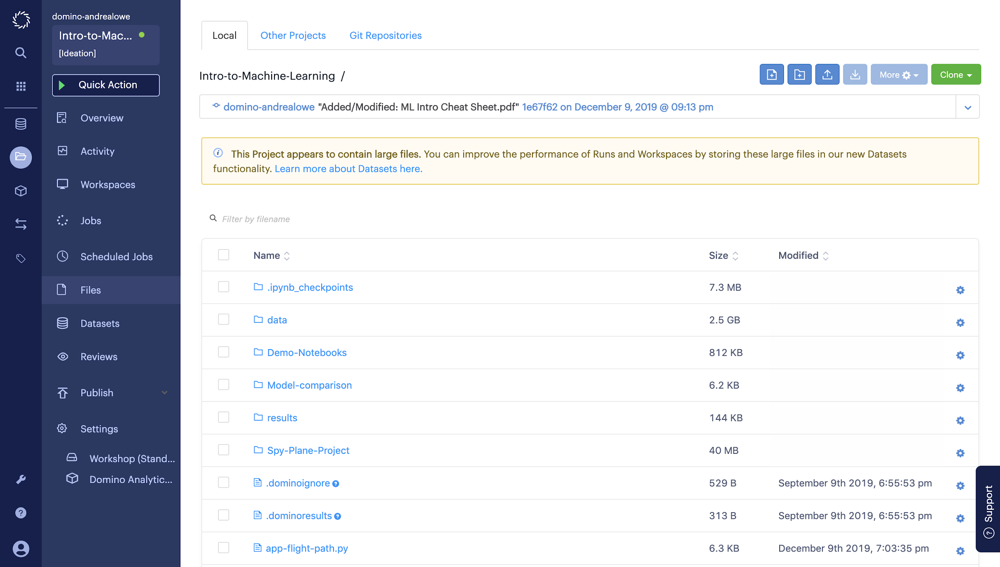 domino-andrealowe
Intro-to-Mac...
[Ideation]
Quick Action
Overview
Activity
Workspaces
Jobs
Scheduled Jobs
Files
Datasets
Reviews
Publish
Settings
Workshop (Stand...
Domino Analytic...
Local Other Projects Git Repositories
Intro-to-Machine-Learning /
More Clone
domino-andrealowe "Added/Modified: ML Intro Cheat Sheet.pdf" 1e67f62 on December 9, 2019 @ 09:13 pm
This Project appears to contain large files. You can improve the performance of Runs and Workspaces by storing these large files in our new Datasets
functionality. Learn more about Datasets here.
Filter by filename
Name Size Modified
.ipynb_checkpoints 7.3 MB
data 2.5 GB
Demo-Notebooks 812 KB
Model-comparison 6.2 KB
results 144 KB
Spy-Plane-Project 40 MB
.dominoignore 529 B September 9th 2019, 6:55:53 pm
.dominoresults 313 B September 9th 2019, 6:55:53 pm
app-flight-path.py 6.3 KB December 9th 2019, 7:03:35 pm
Support